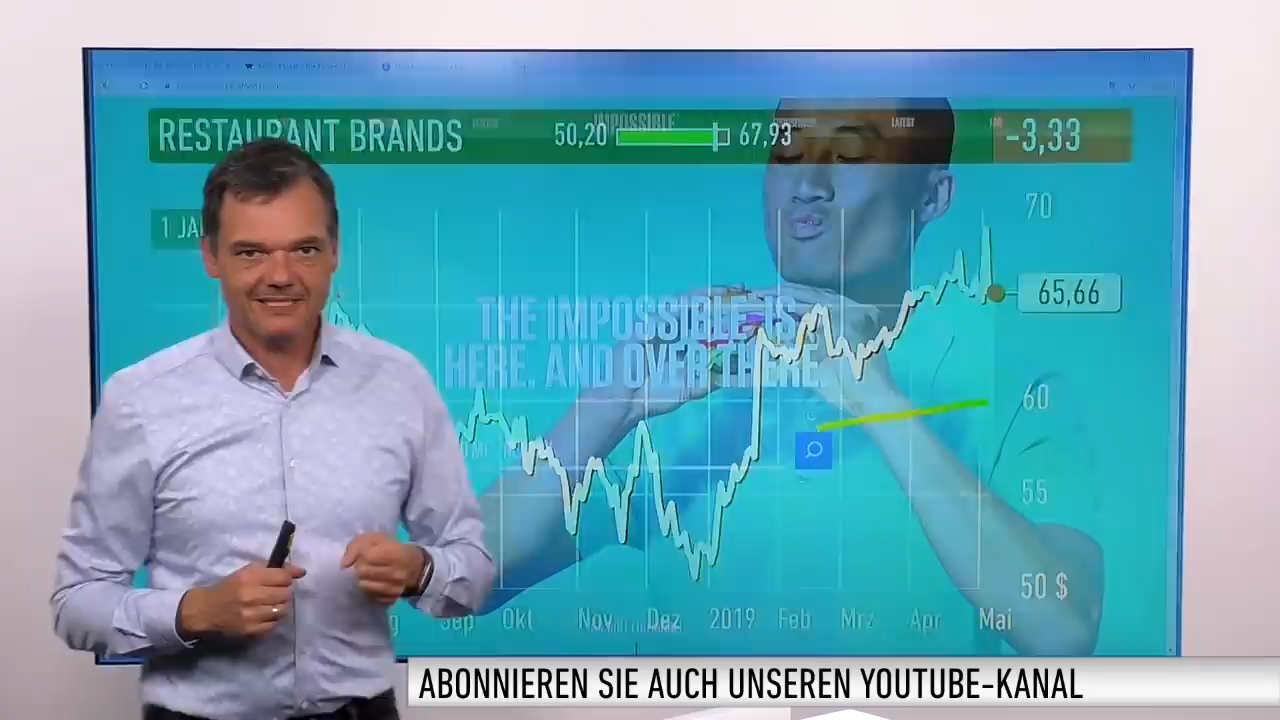 RESTAURANT BRANDS 50,20 67,93 -3,33
IMPOSSIBLE
LATEST
1 JA
70
65,66
THE IMPOSSIBLE IS
HERE. AND OVER THERE.
60
55
50 $
Sep Okt Nov Dez 2019 Feb Mrz Apr Mai
ABONNIEREN SIE AUCH UNSEREN YOUTUBE-KANAL